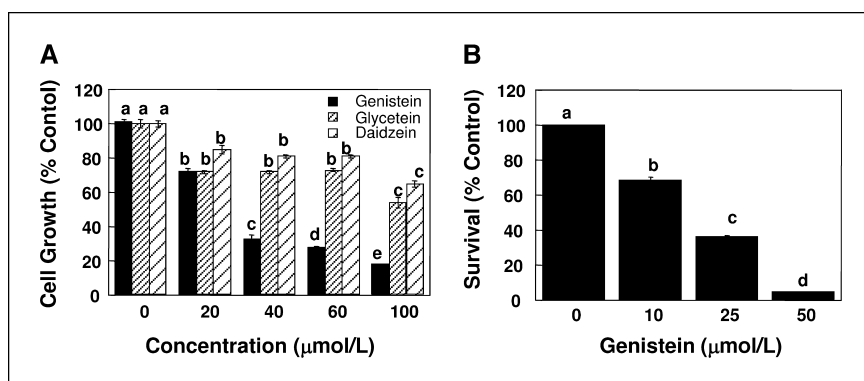 A
Cell Growth (% Contol)
120
100
80
60
40
20
0
a a a
b b b
c b b
d b b
e c c
Genistein
Glycetein
Daidzein
0 20 40 60 100
Concentration (μmol/L)
B
Survival (% Control)
120
100
80
60
40
20
0
a
b
c
d
0 10 25 50
Genistein (μmol/L)